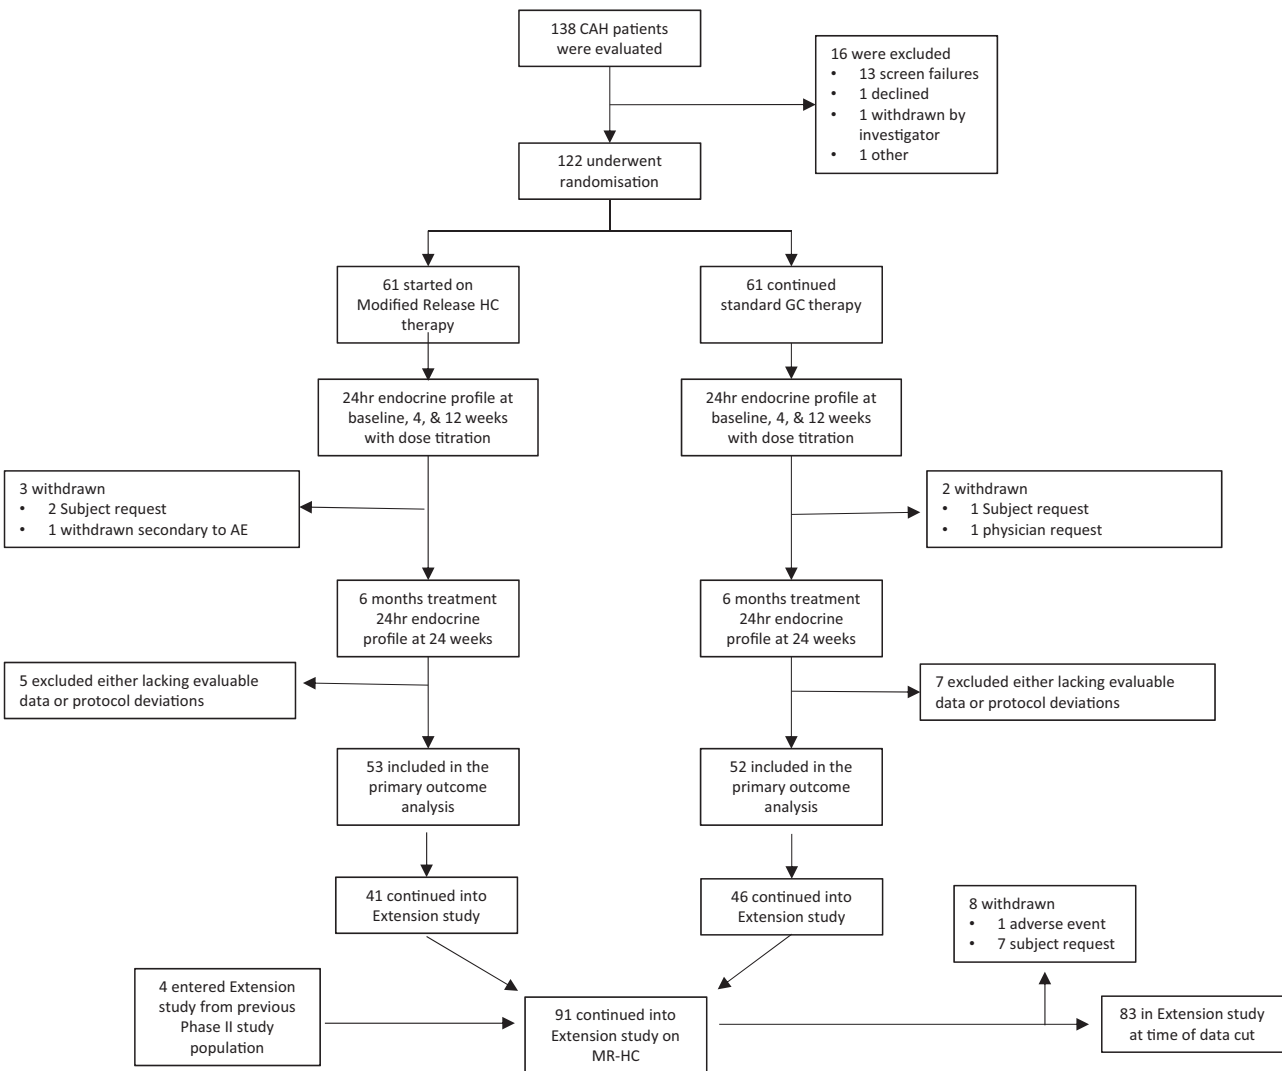 138 CAH patients
were evaluated
16 were excluded
• 13 screen failures
• 1 declined
• 1 withdrawn by
investigator
• 1 other
122 underwent
randomisation
61 started on
Modified Release HC
therapy
61 continued
standard GC therapy
24hr endocrine profile at
baseline, 4, & 12 weeks
with dose titration
24hr endocrine profile at
baseline, 4, & 12 weeks
with dose titration
3 withdrawn
• 2 Subject request
• 1 withdrawn secondary to AE
2 withdrawn
• 1 Subject request
• 1 physician request
6 months treatment
24hr endocrine
profile at 24 weeks
6 months treatment
24hr endocrine
profile at 24 weeks
5 excluded either lacking evaluable
data or protocol deviations
7 excluded either lacking evaluable
data or protocol deviations
53 included in the
primary outcome
analysis
52 included in the
primary outcome
analysis
41 continued into
Extension study
46 continued into
Extension study
8 withdrawn
• 1 adverse event
• 7 subject request
4 entered Extension
study from previous
Phase II study
population
91 continued into
Extension study on
MR-HC
83 in Extension study
at time of data cut